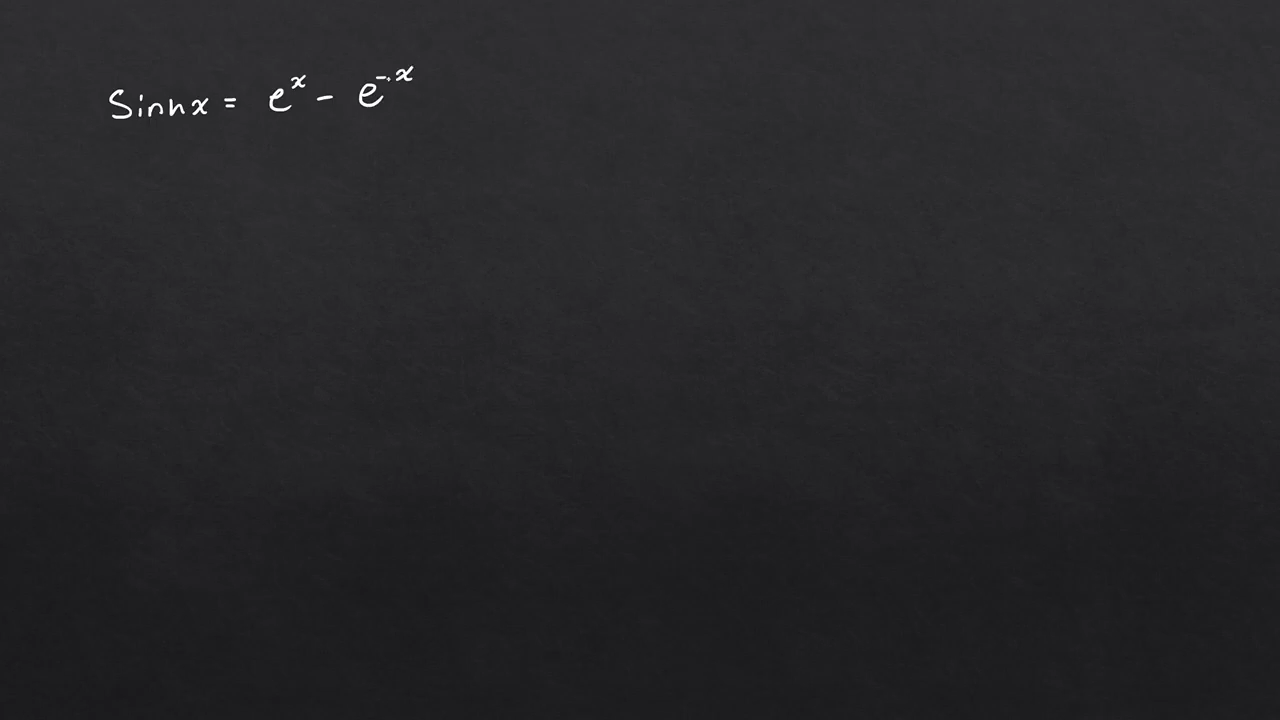 Sinhx = e^x - e^-x